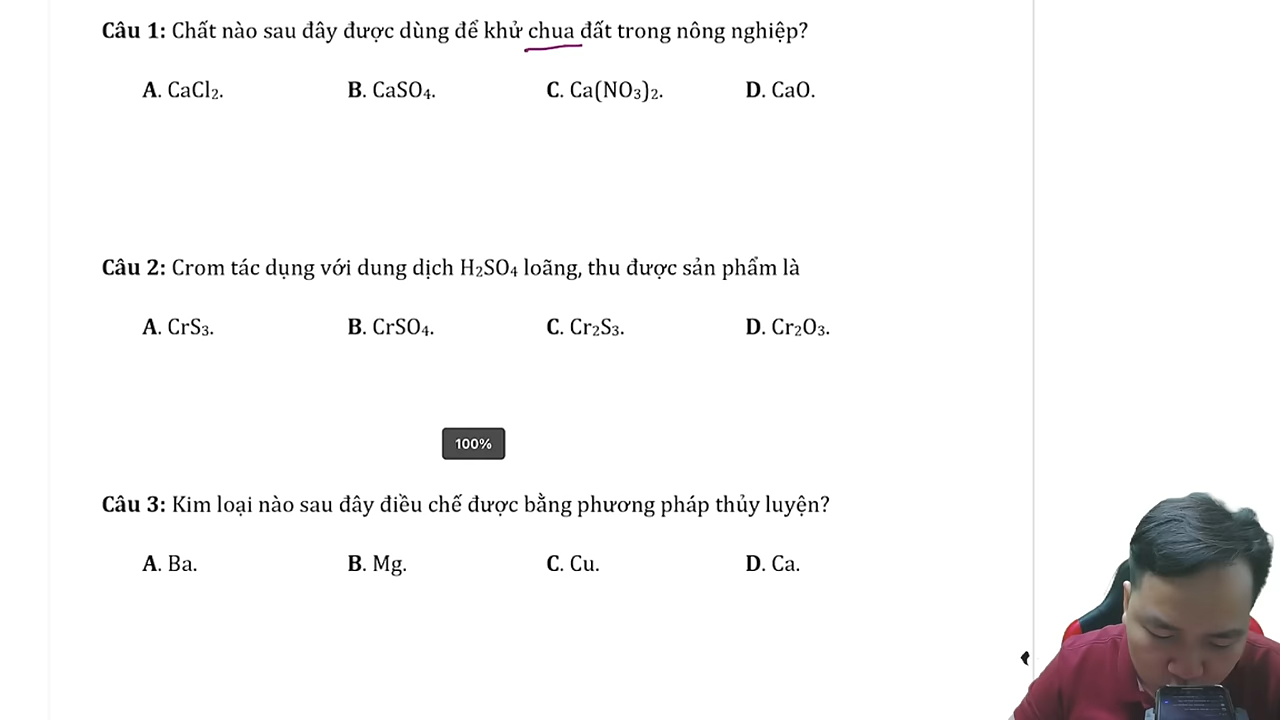 Câu 1: Chất nào sau đây được dùng để khử chua đất trong nông nghiệp?
A. CaCl₂. B. CaSO₄. C. Ca(NO₃)₂. D. CaO.
Câu 2: Crom tác dụng với dung dịch H₂SO₄ loãng, thu được sản phẩm là
A. CrS₃. B. CrSO₄. C. Cr₂S₃. D. Cr₂O₃.
100%
Câu 3: Kim loại nào sau đây điều chế được bằng phương pháp thủy luyện?
A. Ba. B. Mg. C. Cu. D. Ca.